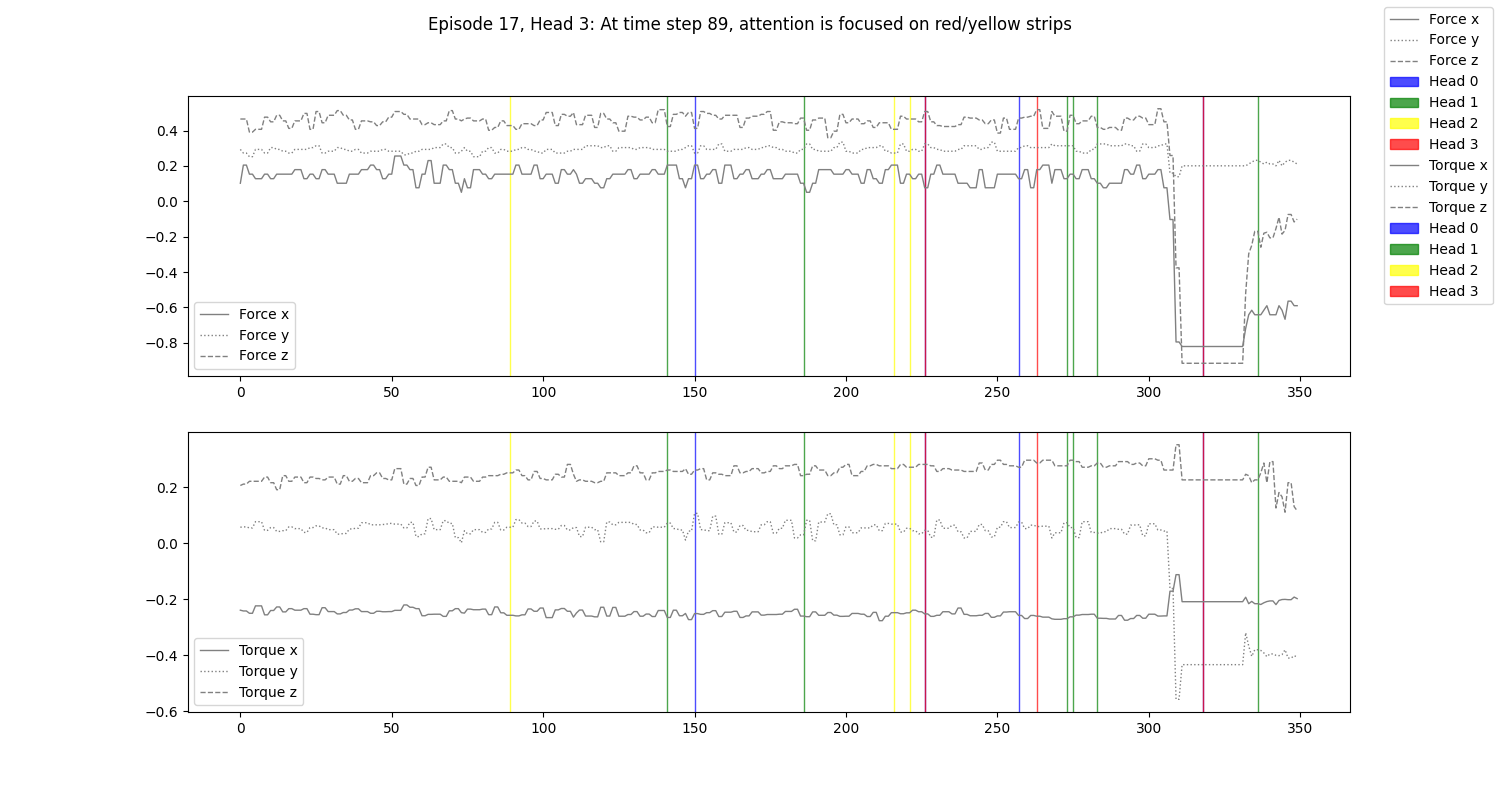 Episode 17, Head 3: At time step 89, attention is focused on red/yellow strips
Force x
Force y
Force z
Head 0
Head 1
Head 2
Head 3
Torque x
Torque y
Torque z
Head 0
Head 1
Head 2
Head 3
0.4
0.2
0.0
−0.2
−0.4
−0.6
−0.8
Force x
Force y
Force z
0 50 100 150 200 250 300 350
0.2
0.0
−0.2
−0.4
−0.6
Torque x
Torque y
Torque z
0 50 100 150 200 250 300 350